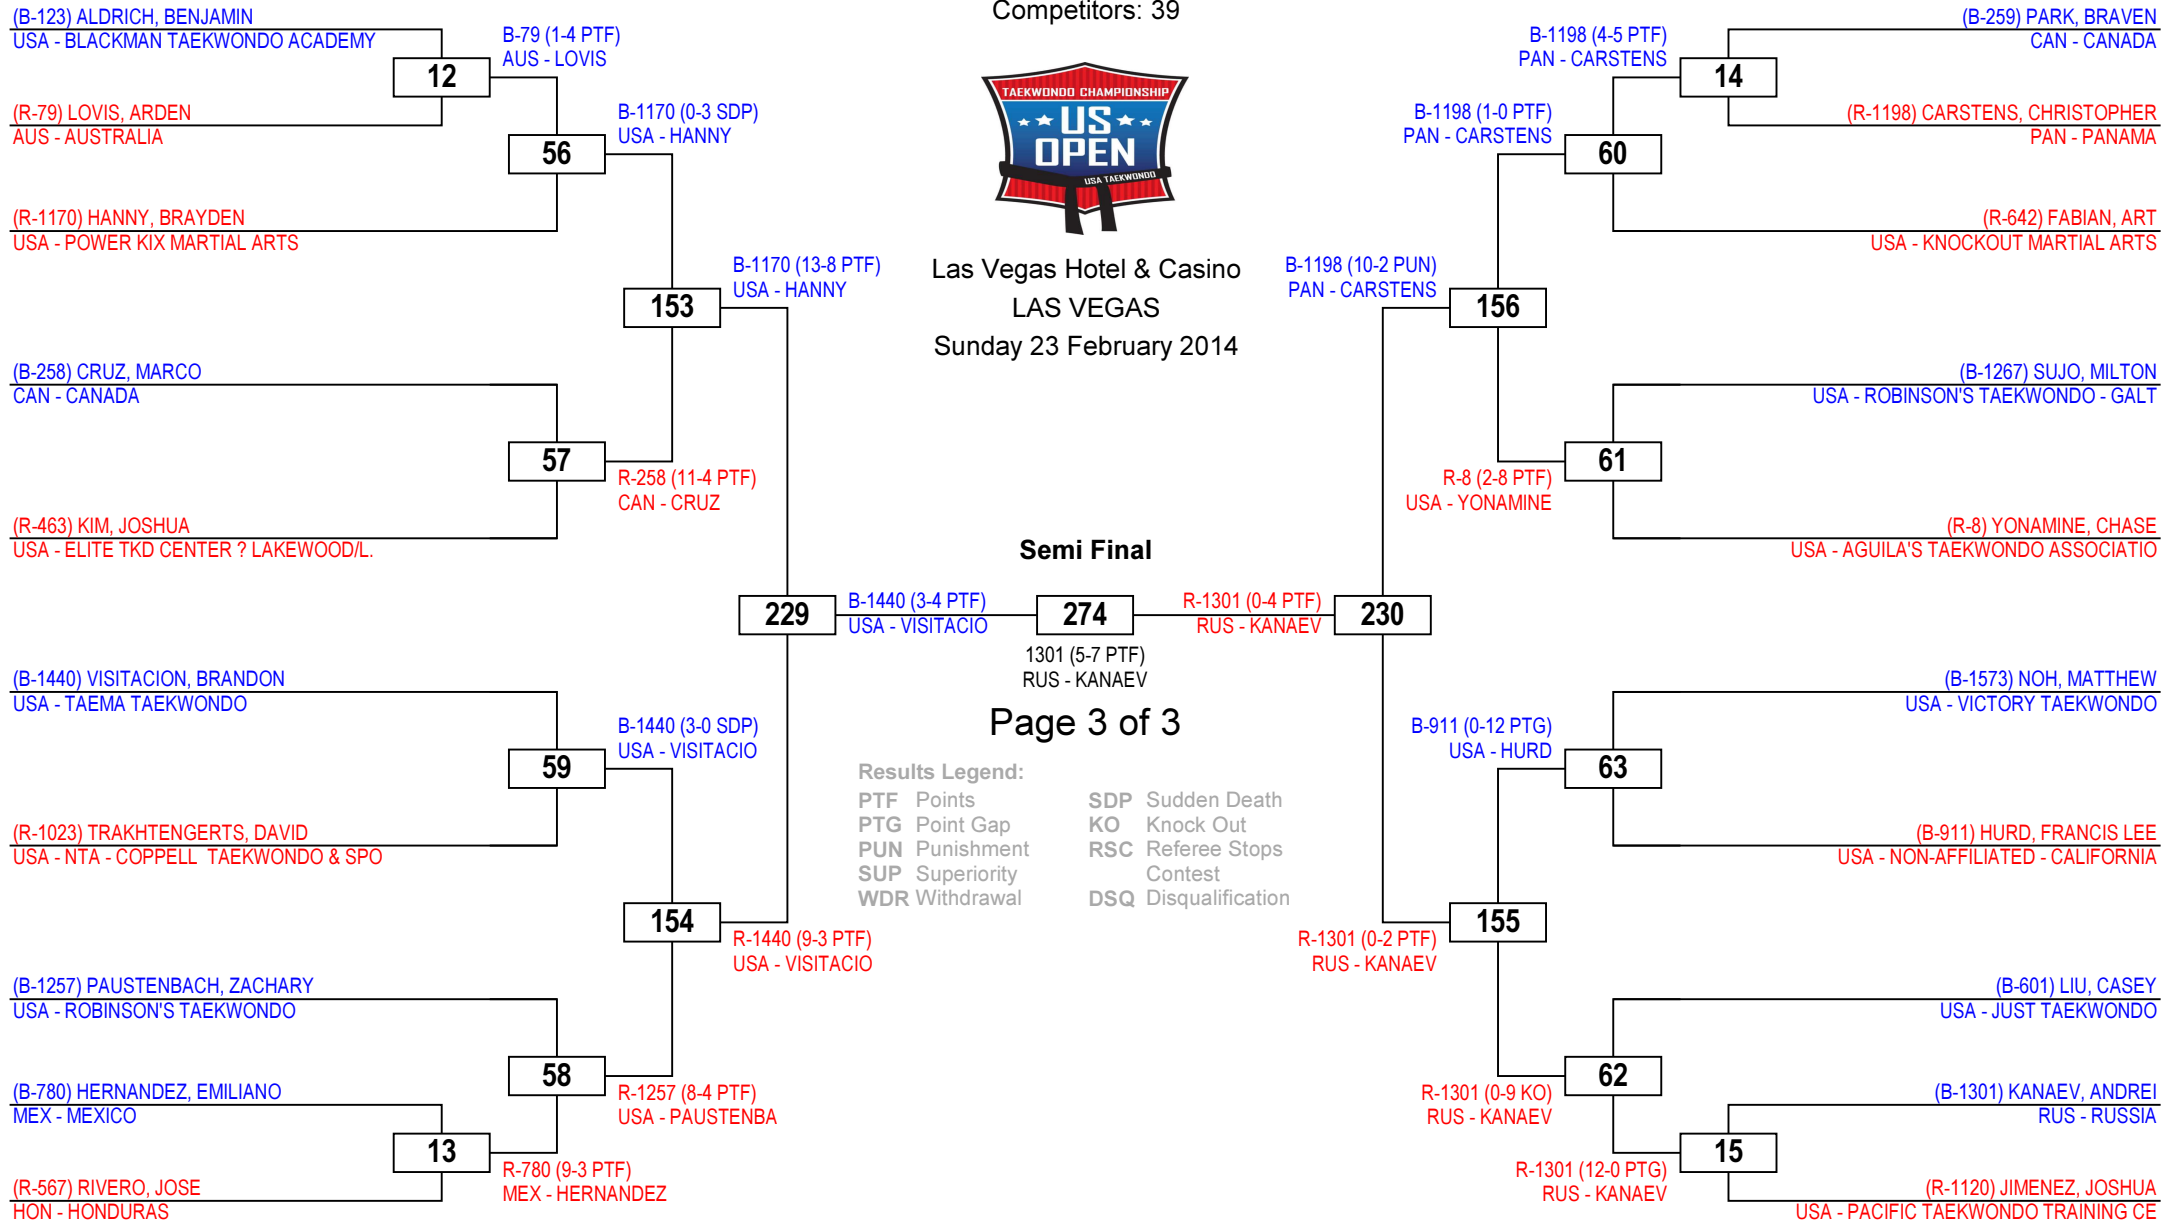 Competitors: 39
TAEKWONDO CHAMPIONSHIP
US
OPEN
USA TAEKWONDO
Las Vegas Hotel & Casino
LAS VEGAS
Sunday 23 February 2014
(B-123) ALDRICH, BENJAMIN
USA - BLACKMAN TAEKWONDO ACADEMY
12
(R-79) LOVIS, ARDEN
AUS - AUSTRALIA
B-79 (1-4 PTF)
AUS - LOVIS
56
(R-1170) HANNY, BRAYDEN
USA - POWER KIX MARTIAL ARTS
B-1170 (0-3 SDP)
USA - HANNY
153
B-1170 (13-8 PTF)
USA - HANNY
(B-258) CRUZ, MARCO
CAN - CANADA
57
(R-463) KIM, JOSHUA
USA - ELITE TKD CENTER ? LAKEWOOD/L.
R-258 (11-4 PTF)
CAN - CRUZ
229
B-1440 (3-4 PTF)
USA - VISITACIO
(B-1440) VISITACION, BRANDON
USA - TAEMA TAEKWONDO
59
(R-1023) TRAKHTENGERTS, DAVID
USA - NTA - COPPELL  TAEKWONDO & SPO
B-1440 (3-0 SDP)
USA - VISITACIO
154
R-1440 (9-3 PTF)
USA - VISITACIO
(B-1257) PAUSTENBACH, ZACHARY
USA - ROBINSON'S TAEKWONDO
58
R-1257 (8-4 PTF)
USA - PAUSTENBA
(B-780) HERNANDEZ, EMILIANO
MEX - MEXICO
13
(R-567) RIVERO, JOSE
HON - HONDURAS
R-780 (9-3 PTF)
MEX - HERNANDEZ
Semi Final
274
1301 (5-7 PTF)
RUS - KANAEV
Page 3 of 3
Results Legend:
PTF Points
PTG Point Gap
PUN Punishment
SUP Superiority
WDR Withdrawal
SDP Sudden Death
KO Knock Out
RSC Referee Stops
Contest
DSQ Disqualification
(B-259) PARK, BRAVEN
CAN - CANADA
14
(R-1198) CARSTENS, CHRISTOPHER
PAN - PANAMA
B-1198 (4-5 PTF)
PAN - CARSTENS
60
(R-642) FABIAN, ART
USA - KNOCKOUT MARTIAL ARTS
B-1198 (1-0 PTF)
PAN - CARSTENS
156
B-1198 (10-2 PUN)
PAN - CARSTENS
(B-1267) SUJO, MILTON
USA - ROBINSON'S TAEKWONDO - GALT
61
(R-8) YONAMINE, CHASE
USA - AGUILA'S TAEKWONDO ASSOCIATIO
R-8 (2-8 PTF)
USA - YONAMINE
230
R-1301 (0-4 PTF)
RUS - KANAEV
(B-1573) NOH, MATTHEW
USA - VICTORY TAEKWONDO
63
(B-911) HURD, FRANCIS LEE
USA - NON-AFFILIATED - CALIFORNIA
B-911 (0-12 PTG)
USA - HURD
155
R-1301 (0-2 PTF)
RUS - KANAEV
(B-601) LIU, CASEY
USA - JUST TAEKWONDO
62
R-1301 (0-9 KO)
RUS - KANAEV
(B-1301) KANAEV, ANDREI
RUS - RUSSIA
15
(R-1120) JIMENEZ, JOSHUA
USA - PACIFIC TAEKWONDO TRAINING CE
R-1301 (12-0 PTG)
RUS - KANAEV